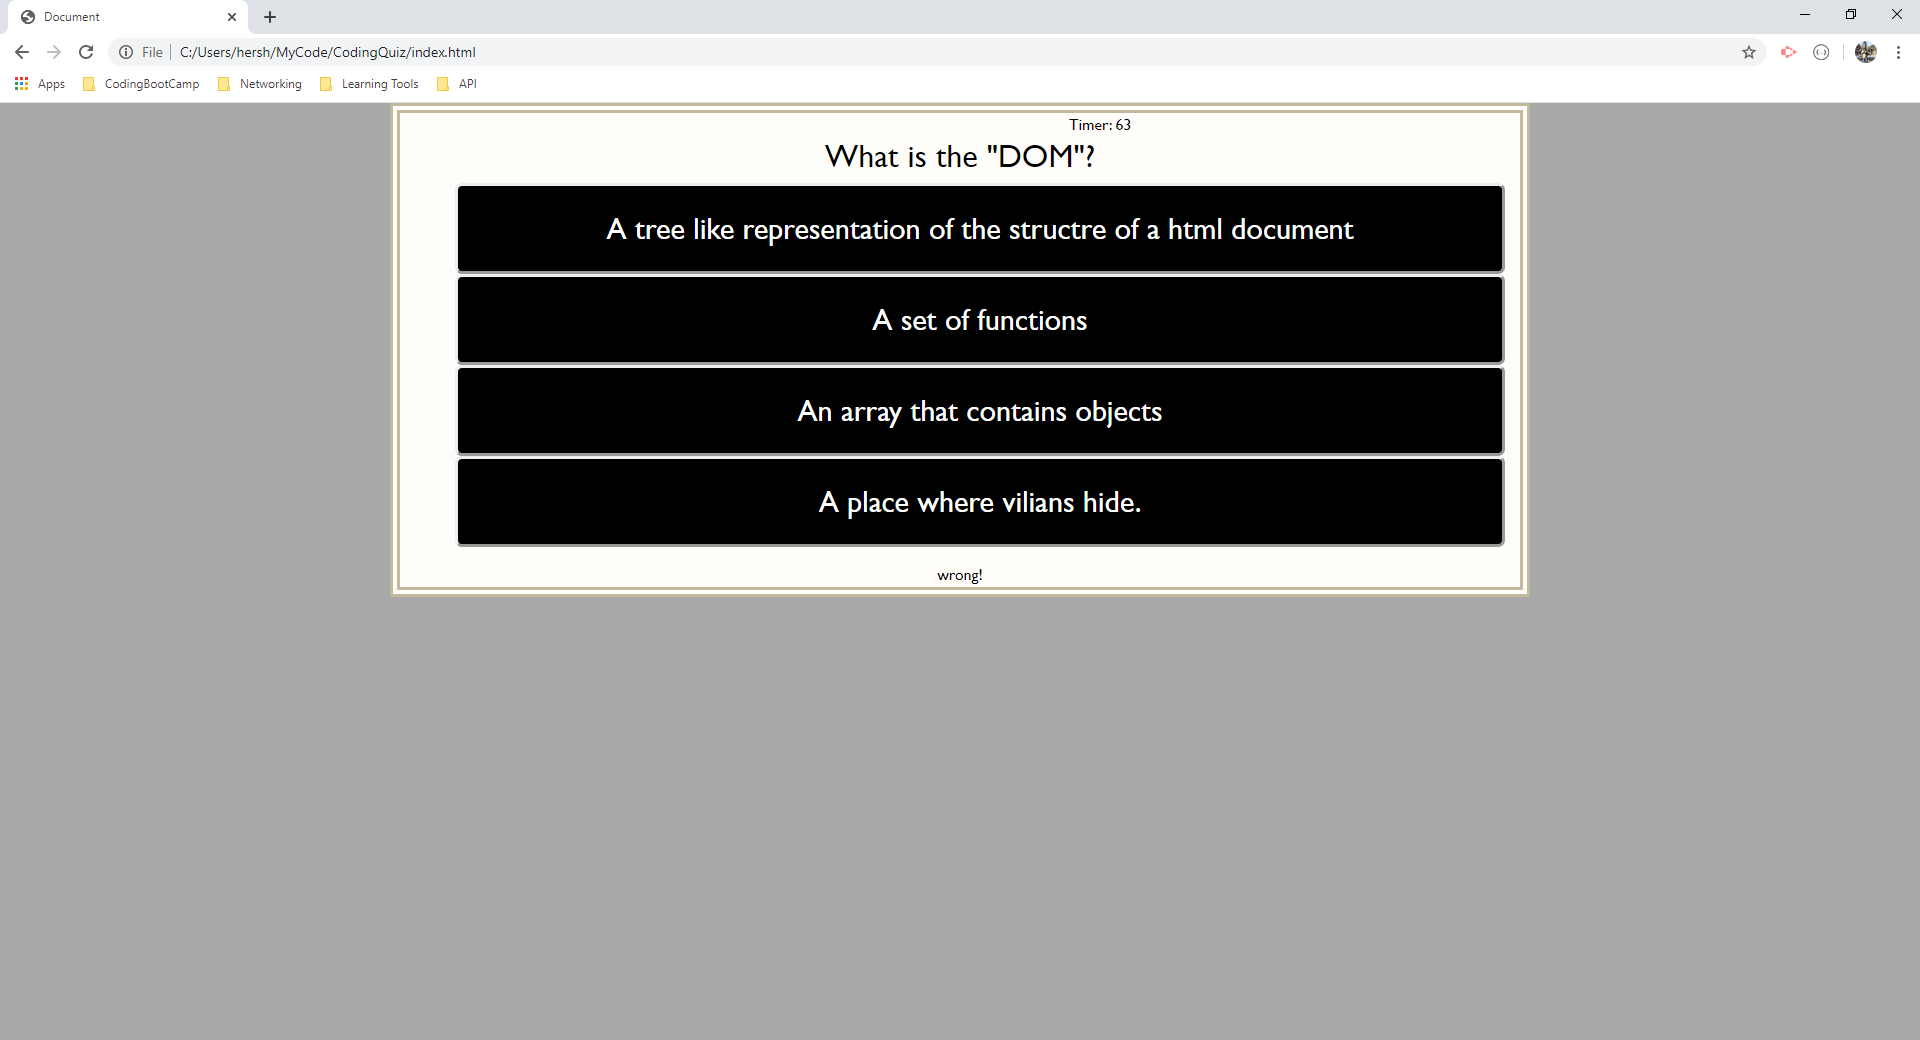 Document
File
C:/Users/hersh/MyCode/CodingQuiz/index.html
Apps
CodingBootCamp
Networking
Learning Tools
API
Timer: 63
What is the "DOM"?
A tree like representation of the structre of a html document
A set of functions
An array that contains objects
A place where vilians hide.
wrong!